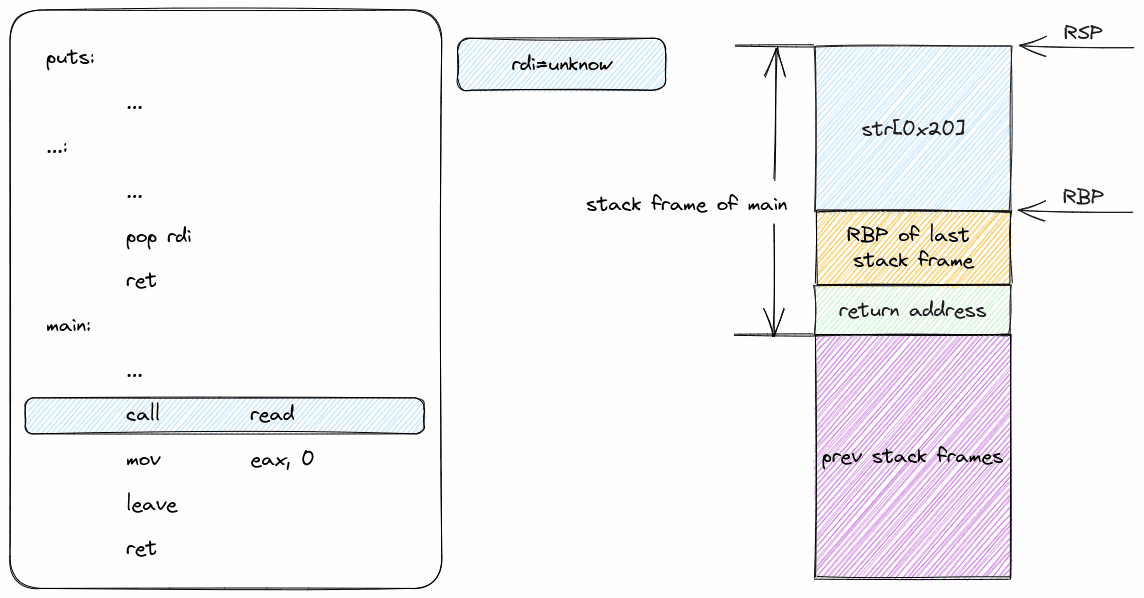 puts:
...
...:
...
pop rdi
ret
main:
...
call read
mov eax, 0
leave
ret
rdi=unknow
stack frame of main
RSP
str[0x20]
RBP
RBP of last
stack frame
return address
prev stack frames